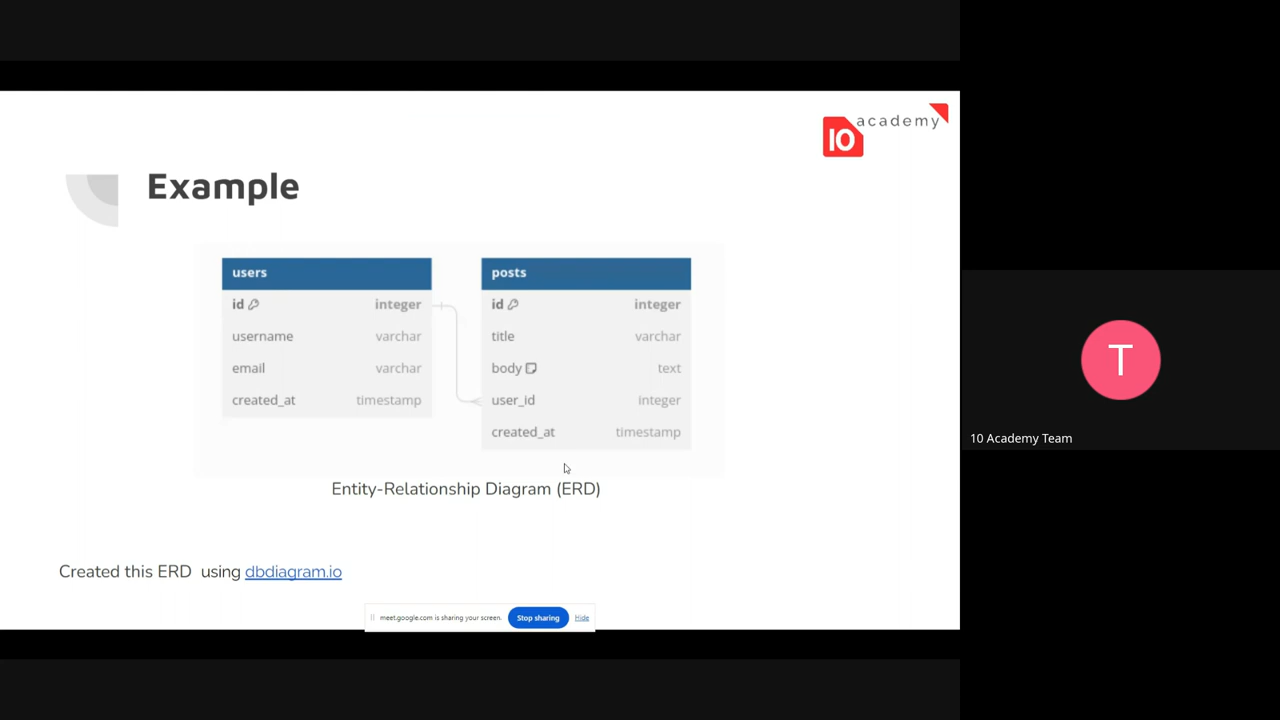 10 academy
Example
users
id integer
username varchar
email varchar
created_at timestamp
posts
id integer
title varchar
body text
user_id integer
created_at timestamp
Entity-Relationship Diagram (ERD)
Created this ERD using dbdiagram.io
meet.google.com is sharing your screen. Stop sharing Hide
T
10 Academy Team